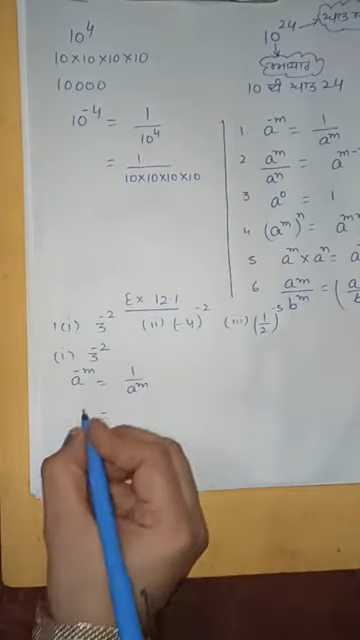 10⁴
10×10×10×10
10000
10⁻⁴ = 1/10⁴
= 1/10×10×10×10
10²⁴
ਆਧਾਰ
10 ਦੀ ਘਾਤ 24
1. a⁻ᵐ = 1/aᵐ
2. aᵐ/aⁿ = aᵐ⁻
3 a⁰ = 1
4 (aᵐ)ⁿ = aᵐ
5 aᵐ × aⁿ = a
6 aᵐ/bᵐ = (a/b
Ex 12.1
1(i) 3⁻² (ii) (-4)⁻² (iii) (1/2)⁻⁵
(i) 3⁻²
a⁻ᵐ = 1/aᵐ
=